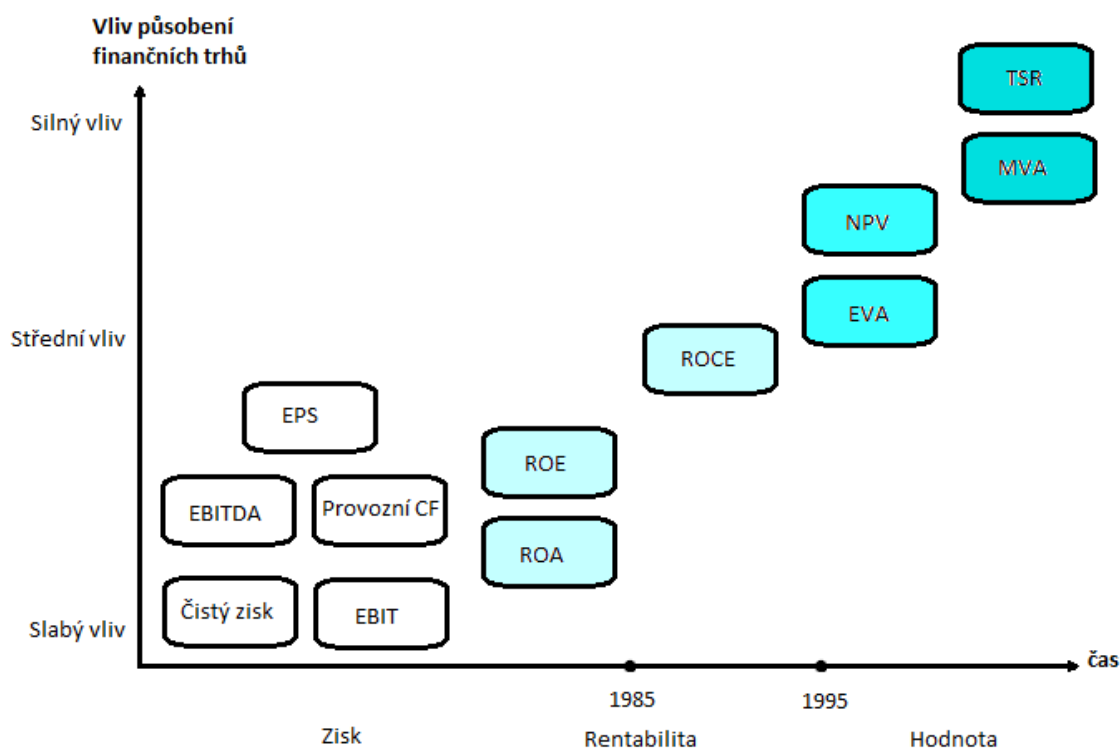 Vliv působení
finančních trhů
TSR
Silný vliv
MVA
NPV
EVA
Střední vliv
ROCE
EPS
ROE
EBITDA
Provozní CF
ROA
Čistý zisk
EBIT
Slabý vliv
čas
1985
1995
Zisk
Rentabilita
Hodnota